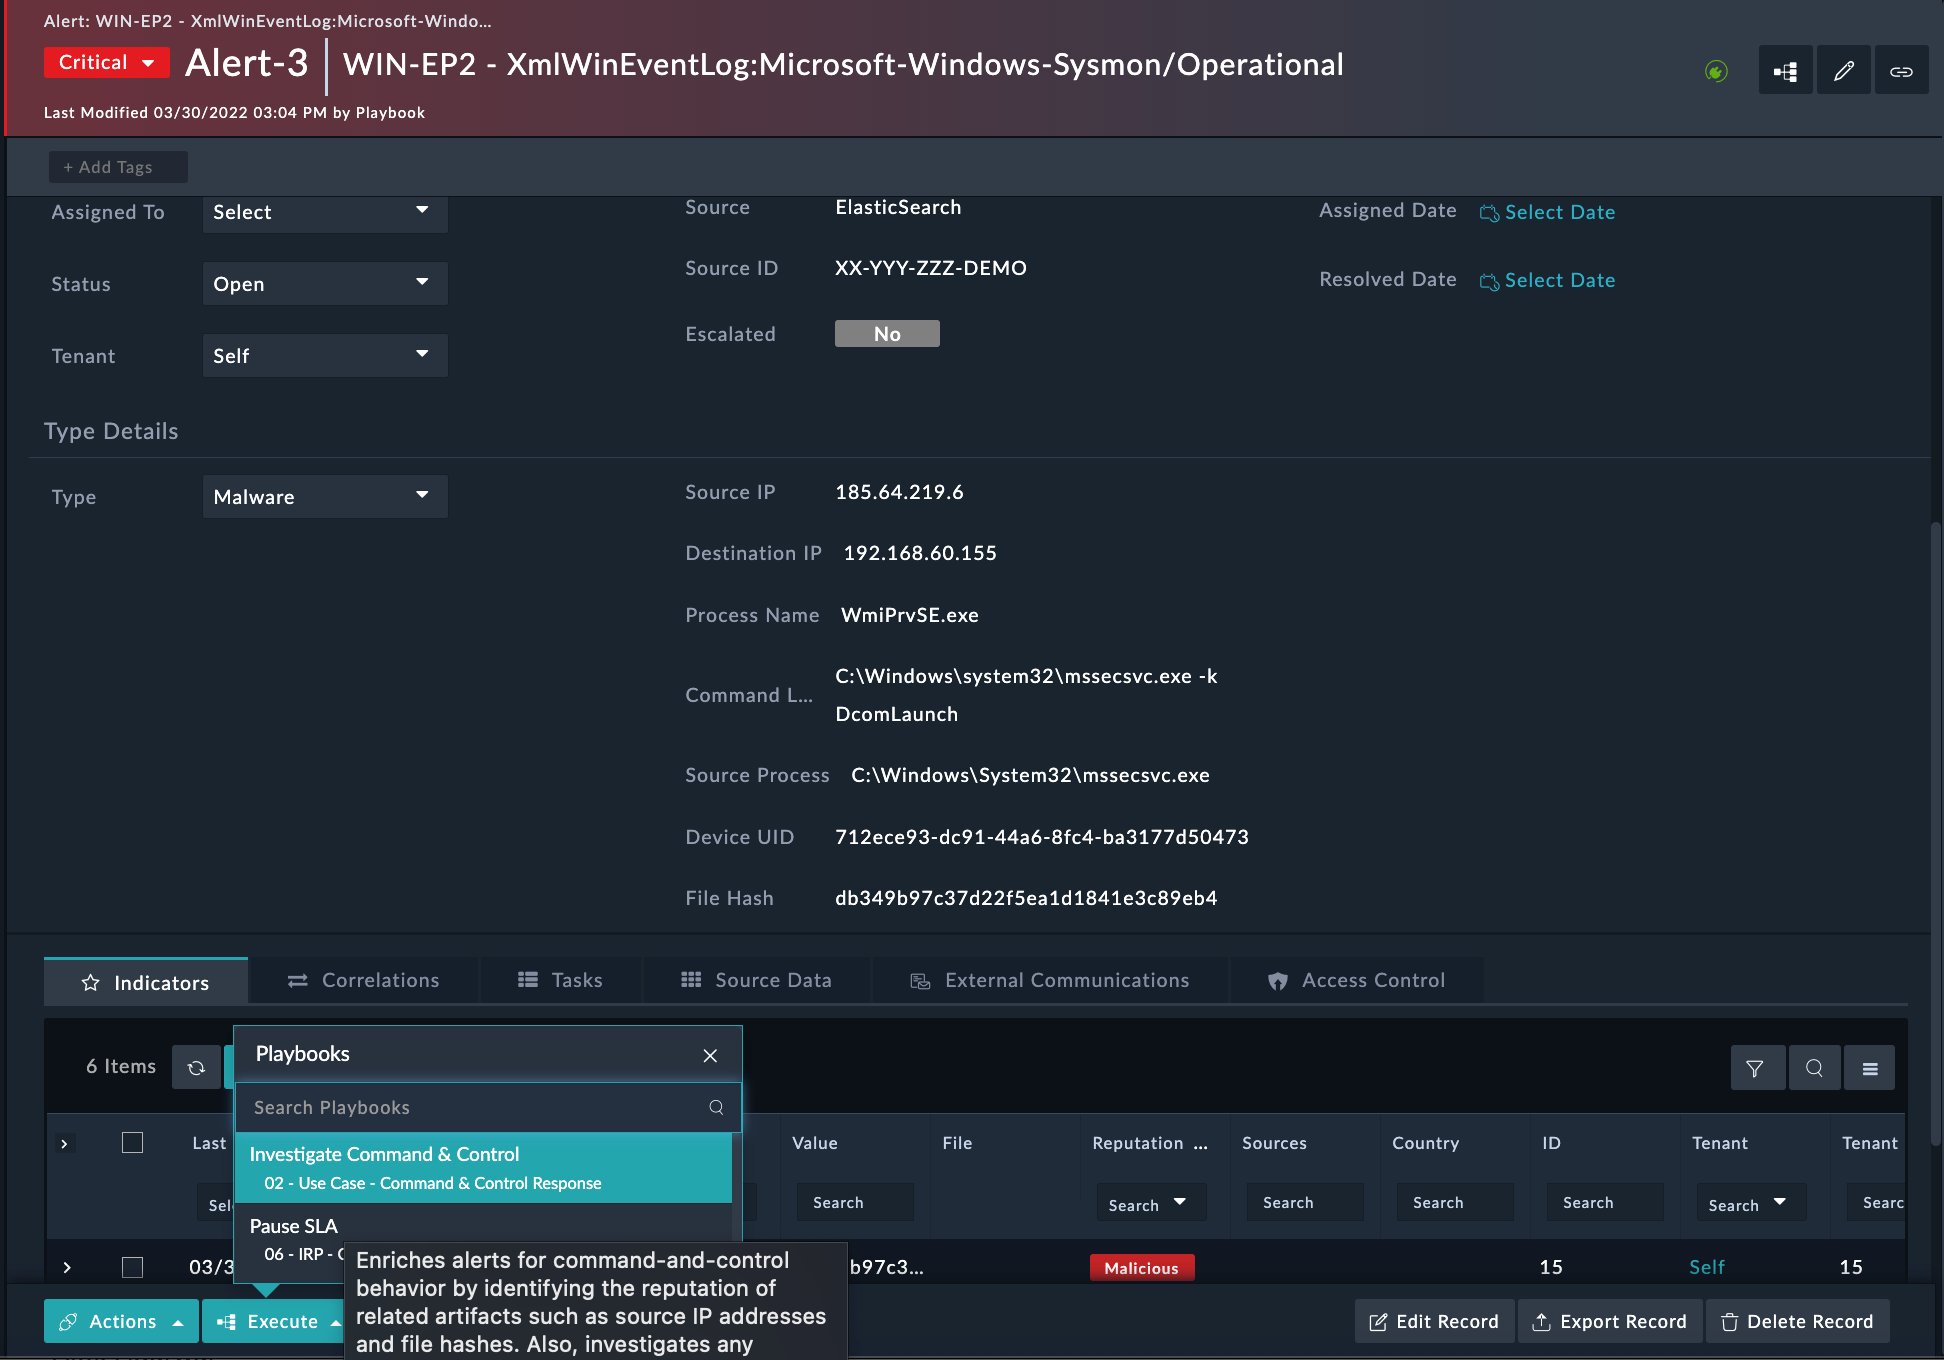 Alert: WIN-EP2 - XmlWinEventLog:Microsoft-Windo...
Critical Alert-3 WIN-EP2 - XmlWinEventLog:Microsoft-Windows-Sysmon/Operational
Last Modified 03/30/2022 03:04 PM by Playbook
+ Add Tags
Assigned To Select Source ElasticSearch Assigned Date Select Date
Status Open Source ID XX-YYY-ZZZ-DEMO Resolved Date Select Date
Escalated No
Tenant Self
Type Details
Type Malware Source IP 185.64.219.6
Destination IP 192.168.60.155
Process Name WmiPrvSE.exe
Command L... C:\Windows\system32\mssecsvc.exe -k
DcomLaunch
Source Process C:\Windows\System32\mssecsvc.exe
Device UID 712ece93-dc91-44a6-8fc4-ba3177d50473
File Hash db349b97c37d22f5ea1d1841e3c89eb4
Indicators Correlations Tasks Source Data External Communications Access Control
6 Items
Playbooks
Search Playbooks
Investigate Command & Control
02 - Use Case - Command & Control Response
Pause SLA
06 - IRP -
Last Value File Reputation ... Sources Country ID Tenant Tenant
Sel Search Search Search Search Search Search Searc
03/3 b97c3... Malicious 15 Self 15
Enriches alerts for command-and-control
behavior by identifying the reputation of
related artifacts such as source IP addresses
and file hashes. Also, investigates any
Actions Execute Edit Record Export Record Delete Record